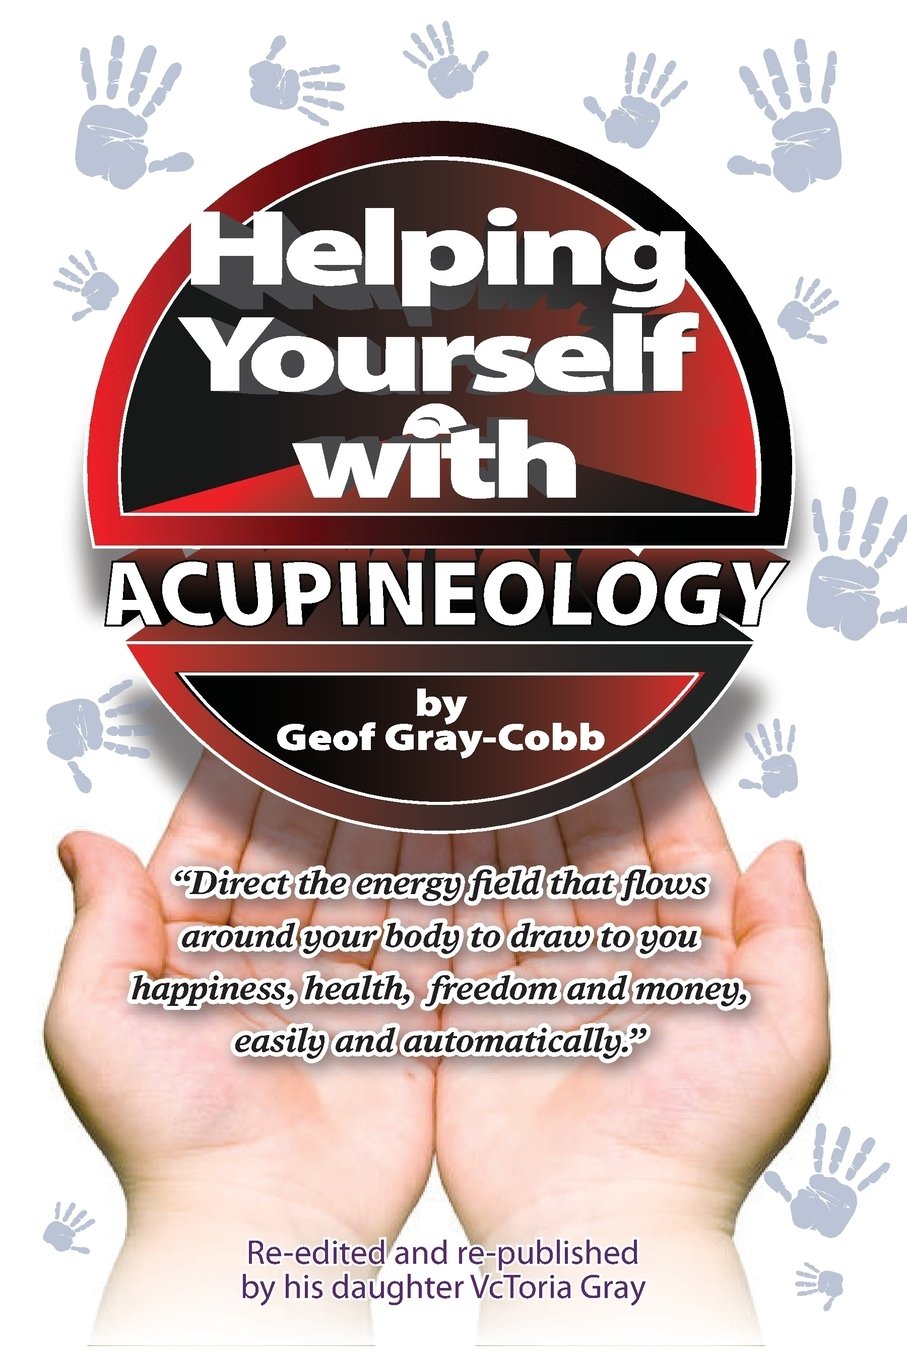 Helping
Yourself
with
ACUPINEOLOGY
by
Geof Gray-Cobb
“Direct the energy field that flows
around your body to draw to you
happiness, health, freedom and money,
easily and automatically.”
Re-edited and re-published
by his daughter VcToria Gray